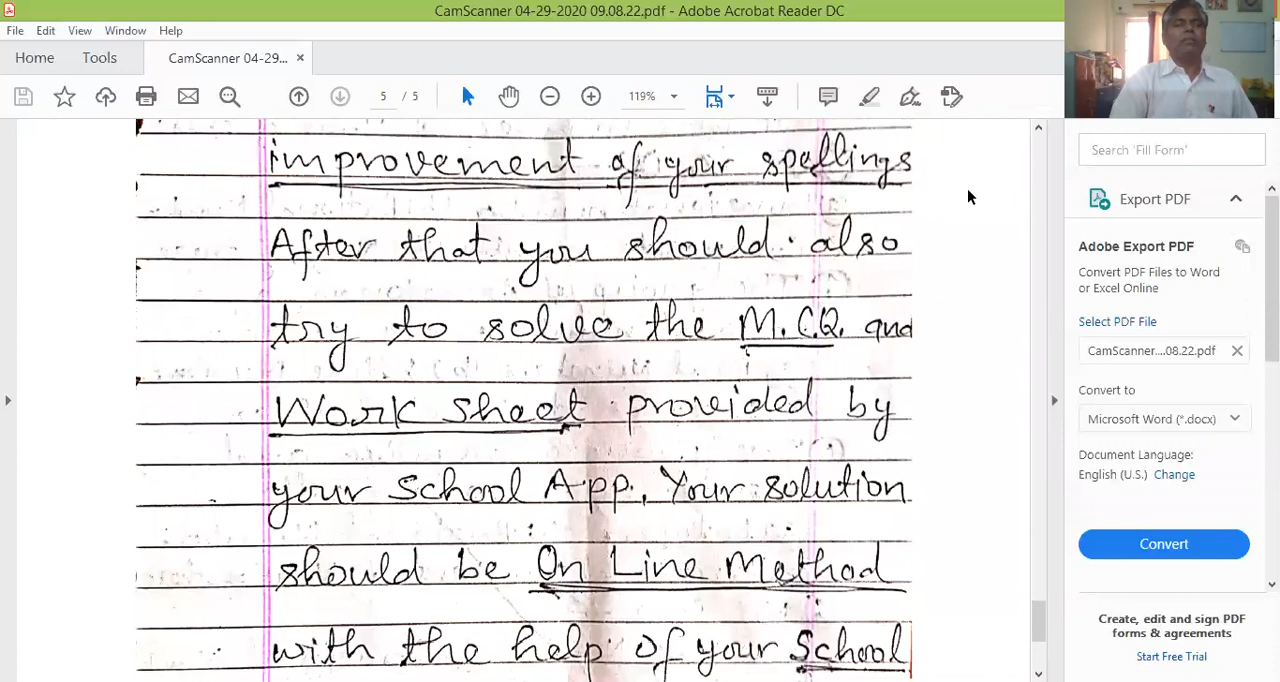 CamScanner 04-29-2020 09.08.22.pdf - Adobe Acrobat Reader DC
File Edit View Window Help
Home Tools CamScanner 04-29... ×
5 / 5 119%
improvement of your spellings
After that you should also
try to solve the M.C.Q. and
Work sheet provided by
your School App. Your solution
should be On Line Method
with the help of your School
Search 'Fill Form'
Export PDF
Adobe Export PDF
Convert PDF Files to Word
or Excel Online
Select PDF File
CamScanner....08.22.pdf
Convert to
Microsoft Word (*.docx)
Document Language:
English (U.S.) Change
Convert
Create, edit and sign PDF
forms & agreements
Start Free Trial